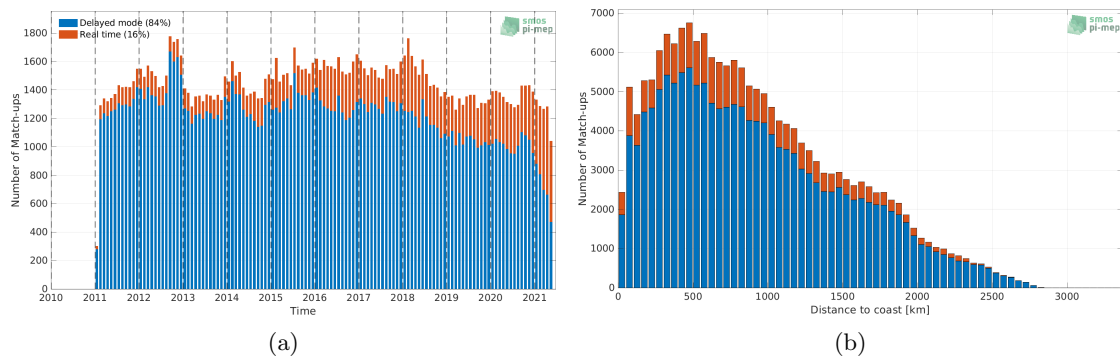 Delayed mode (84%)
Real time (16%)
smos
pi-mep
1800
1600
1400
1200
1000
800
600
400
200
0
Number of Match-ups
2010 2011 2012 2013 2014 2015 2016 2017 2018 2019 2020 2021
Time
(a)
smos
pi-mep
7000
6000
5000
4000
3000
2000
1000
0
Number of Match-ups
0 500 1000 1500 2000 2500 3000
Distance to coast [km]
(b)